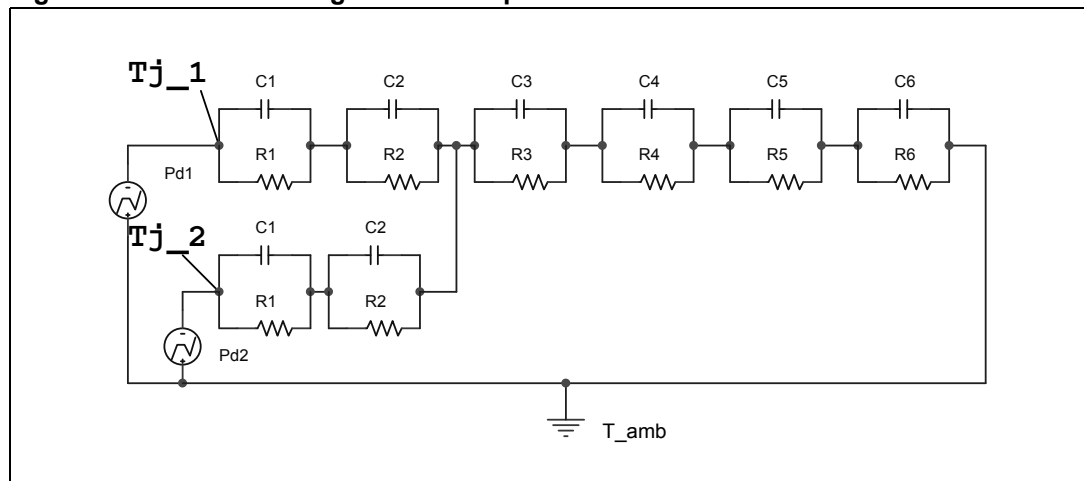 Tj_1
C1 C2 C3 C4 C5 C6
R1 R2 R3 R4 R5 R6
Pd1
-
+
Tj_2
C1 C2
R1 R2
-
+
Pd2
T_amb